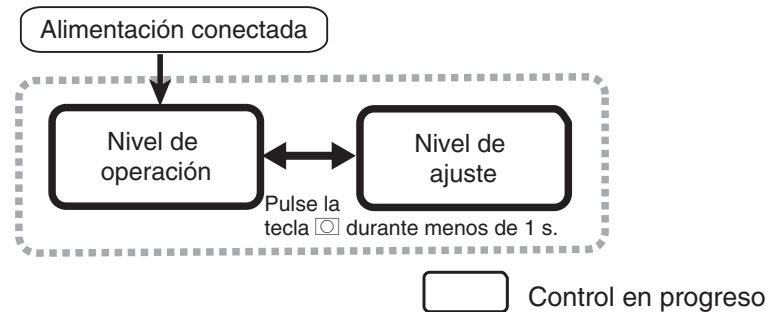 Alimentación conectada
Nivel de
operación
Nivel de
ajuste
Pulse la
tecla durante menos de 1 s.
Control en progreso